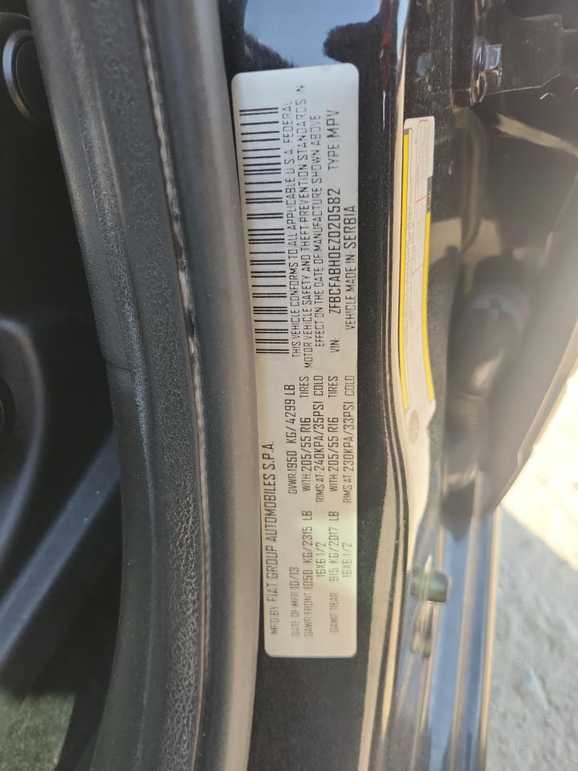 MFD BY FIAT GROUP AUTOMOBILES S.P.A.
DATE OF MFR 10/13 GVWR:1950 KG/4299 LB
GAWR FRONT 1050 KG/2315 LB WITH 205/55 R16 TIRES
16X6 1/2 RIMS AT 240KPA/35PSI COLD
GAWR REAR 915 KG/2017 LB WITH 205/55 R16 TIRES
16X6 1/2 RIMS AT 230KPA/33PSI COLD
THIS VEHICLE CONFORMS TO ALL APPLICABLE U.S.A. FEDERAL
MOTOR VEHICLE SAFETY AND THEFT PREVENTION STANDARDS IN
EFFECT ON THE DATE OF MANUFACTURE SHOWN ABOVE
VIN: ZFBCFABH0EZ020582 TYPE MPV
VEHICLE MADE IN SERBIA